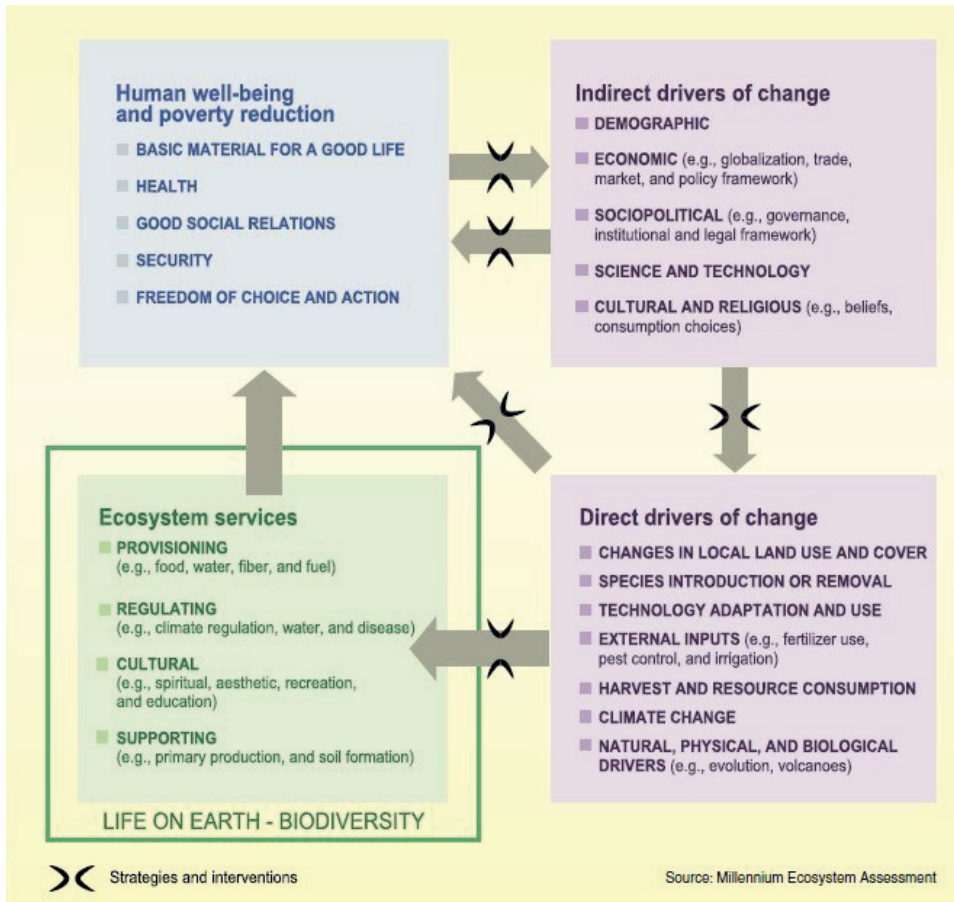 Human well-being
and poverty reduction
BASIC MATERIAL FOR A GOOD LIFE
HEALTH
GOOD SOCIAL RELATIONS
SECURITY
FREEDOM OF CHOICE AND ACTION
Indirect drivers of change
DEMOGRAPHIC
ECONOMIC (e.g., globalization, trade,
market, and policy framework)
SOCIOPOLITICAL (e.g., governance,
institutional and legal framework)
SCIENCE AND TECHNOLOGY
CULTURAL AND RELIGIOUS (e.g., beliefs,
consumption choices)
Ecosystem services
PROVISIONING
(e.g., food, water, fiber, and fuel)
REGULATING
(e.g., climate regulation, water, and disease)
CULTURAL
(e.g., spiritual, aesthetic, recreation,
and education)
SUPPORTING
(e.g., primary production, and soil formation)
LIFE ON EARTH - BIODIVERSITY
Direct drivers of change
CHANGES IN LOCAL LAND USE AND COVER
SPECIES INTRODUCTION OR REMOVAL
TECHNOLOGY ADAPTATION AND USE
EXTERNAL INPUTS (e.g., fertilizer use,
pest control, and irrigation)
HARVEST AND RESOURCE CONSUMPTION
CLIMATE CHANGE
NATURAL, PHYSICAL, AND BIOLOGICAL
DRIVERS (e.g., evolution, volcanoes)
Strategies and interventions
Source: Millennium Ecosystem Assessment